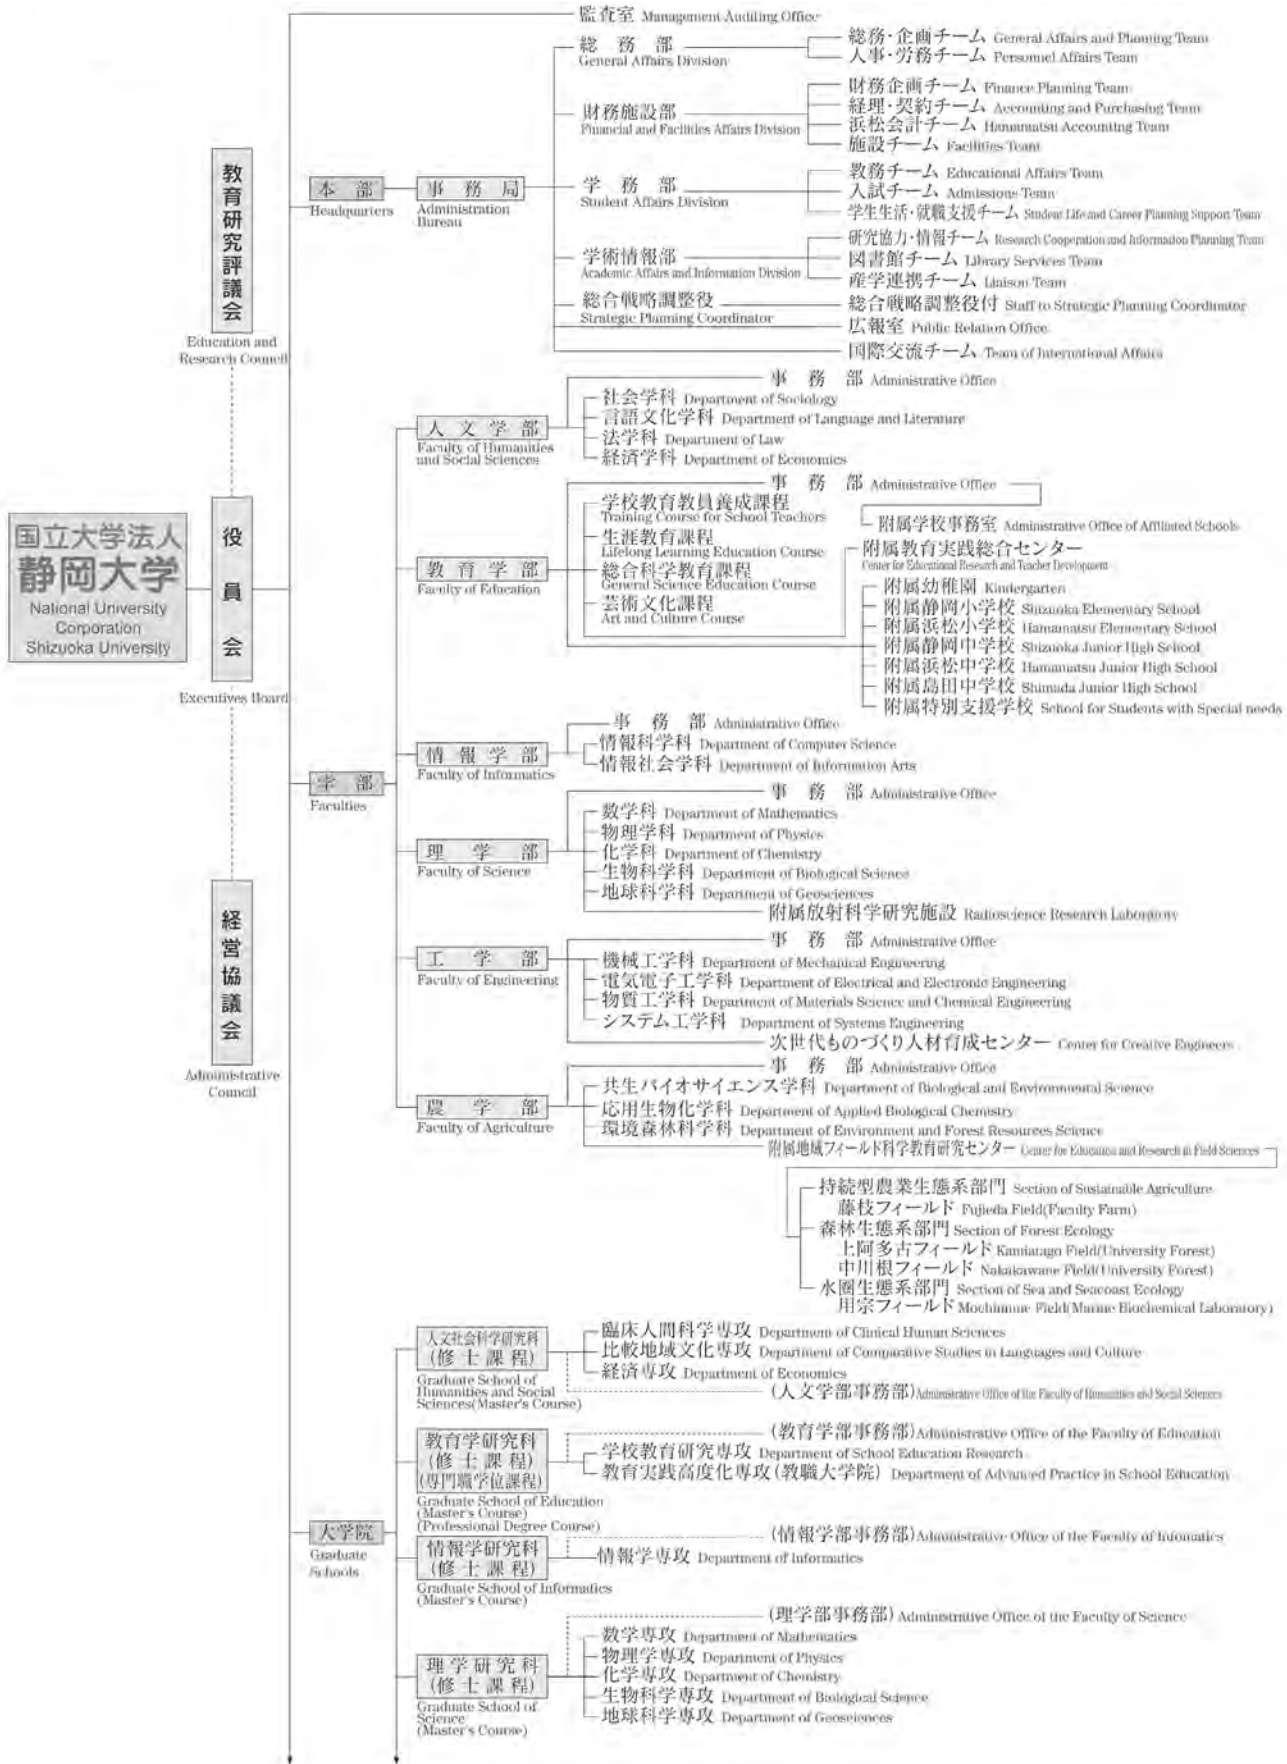 監査室 Management Auditing Office
総務部
General Affairs Division
総務・企画チーム General Affairs and Planning Team
人事・労務チーム Personnel Affairs Team
財務施設部
Financial and Facilities Affairs Division
財務企画チーム Finance Planning Team
経理・契約チーム Accounting and Purchasing Team
浜松会計チーム Hamamatsu Accounting Team
施設チーム Facilities Team
本部
Headquarters
事務局
Administration
Bureau
学務部
Student Affairs Division
教務チーム Educational Affairs Team
入試チーム Admissions Team
学生生活・就職支援チーム Student Life and Career Planning Support Team
学術情報部
Academic Affairs and Information Division
研究協力・情報チーム Research Cooperation and Information Planning Team
図書館チーム Library Services Team
産学連携チーム Liaison Team
総合戦略調整役
Strategic Planning Coordinator
総合戦略調整役付 Staff to Strategic Planning Coordinator
広報室 Public Relation Office
国際交流チーム Team of International Affairs
教育研究評議会
Education and
Research Council
国立大学法人
静岡大学
National University
Corporation
Shizuoka University
役員会
Executives Board
経営協議会
Administrative
Council
学部
Faculties
人文学部
Faculty of Humanities
and Social Sciences
事務部 Administrative Office
社会学科 Department of Sociology
言語文化学科 Department of Language and Literature
法学科 Department of Law
経済学科 Department of Economics
教育学部
Faculty of Education
事務部 Administrative Office
附属学校事務室 Administrative Office of Affiliated Schools
学校教育教員養成課程
Training Course for School Teachers
生涯教育課程
Lifelong Learning Education Course
総合科学教育課程
General Science Education Course
芸術文化課程
Art and Culture Course
附属教育実践総合センター
Center for Educational Research and Teacher Development
附属幼稚園 Kindergarten
附属静岡小学校 Shizuoka Elementary School
附属浜松小学校 Hamamatsu Elementary School
附属静岡中学校 Shizuoka Junior High School
附属浜松中学校 Hamamatsu Junior High School
附属島田中学校 Shimada Junior High School
附属特別支援学校 School for Students with Special needs
情報学部
Faculty of Informatics
事務部 Administrative Office
情報科学科 Department of Computer Science
情報社会学科 Department of Information Arts
理学部
Faculty of Science
事務部 Administrative Office
数学科 Department of Mathematics
物理学科 Department of Physics
化学科 Department of Chemistry
生物科学科 Department of Biological Science
地球科学科 Department of Geosciences
附属放射科学研究施設 Radioscience Research Laboratory
工学部
Faculty of Engineering
事務部 Administrative Office
機械工学科 Department of Mechanical Engineering
電気電子工学科 Department of Electrical and Electronic Engineering
物質工学科 Department of Materials Science and Chemical Engineering
システム工学科 Department of Systems Engineering
次世代ものづくり人材育成センター Center for Creative Engineers
農学部
Faculty of Agriculture
事務部 Administrative Office
共生バイオサイエンス学科 Department of Biological and Environmental Science
応用生物化学科 Department of Applied Biological Chemistry
環境森林科学科 Department of Environment and Forest Resources Science
附属地域フィールド科学教育研究センター Center for Education and Research in Field Sciences
持続型農業生態系部門 Section of Sustainable Agriculture
藤枝フィールド Fujieda Field(Faculty Farm)
森林生態系部門 Section of Forest Ecology
上阿多古フィールド Kamiatago Field(University Forest)
中川根フィールド Nakakawane Field(University Forest)
水圏生態系部門 Section of Sea and Seacoast Ecology
用宗フィールド Mochimune Field(Marine Biochemical Laboratory)
大学院
Graduate
Schools
人文社会科学研究科
(修士課程)
Graduate School of
Humanities and Social
Sciences(Master's Course)
臨床人間科学専攻 Department of Clinical Human Sciences
比較地域文化専攻 Department of Comparative Studies in Languages and Culture
経済専攻 Department of Economics
(人文学部事務部)Administrative Office of the Faculty of Humanities and Social Sciences
教育学研究科
(修士課程)
(専門職学位課程)
Graduate School of Education
(Master's Course)
(Professional Degree Course)
(教育学部事務部)Administrative Office of the Faculty of Education
学校教育研究専攻 Department of School Education Research
教育実践高度化専攻(教職大学院) Department of Advanced Practice in School Education
情報学研究科
(修士課程)
Graduate School of Informatics
(Master's Course)
(情報学部事務部)Administrative Office of the Faculty of Infomatics
情報学専攻 Department of Informatics
理学研究科
(修士課程)
Graduate School of
Science
(Master's Course)
(理学部事務部) Administrative Office of the Faculty of Science
数学専攻 Department of Mathematics
物理学専攻 Department of Physics
化学専攻 Department of Chemistry
生物科学専攻 Department of Biological Science
地球科学専攻 Department of Geosciences